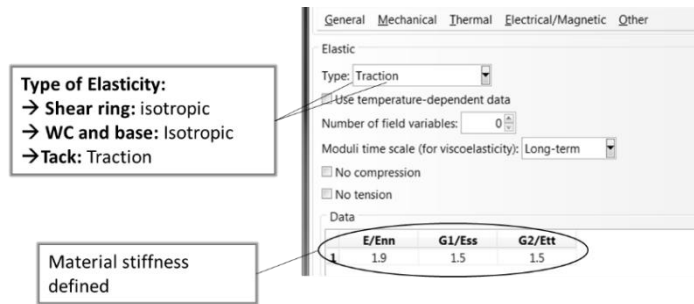 General Mechanical Thermal Electrical/Magnetic Other
Elastic
Type: Traction
Use temperature-dependent data
Number of field variables: 0
Moduli time scale (for viscoelasticity): Long-term
No compression
No tension
Data
E/Enn G1/Ess G2/Ett
1 1.9 1.5 1.5
Type of Elasticity:
→ Shear ring: isotropic
→ WC and base: Isotropic
→Tack: Traction
Material stiffness
defined